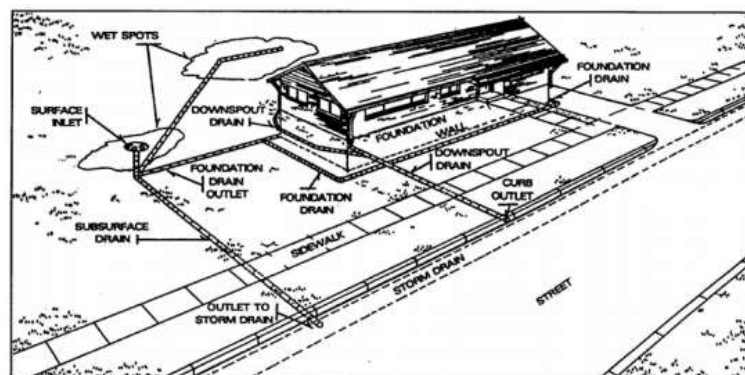 WET SPOTS
SURFACE
INLET
DOWNSPOUT
DRAIN
FOUNDATION
DRAIN
FOUNDATION
WALL
DOWNSPOUT
DRAIN
FOUNDATION
DRAIN
OUTLET
FOUNDATION
DRAIN
CURB
OUTLET
SUBSURFACE
DRAIN
SIDEWALK
STORM DRAIN
STREET
OUTLET TO
STORM DRAIN